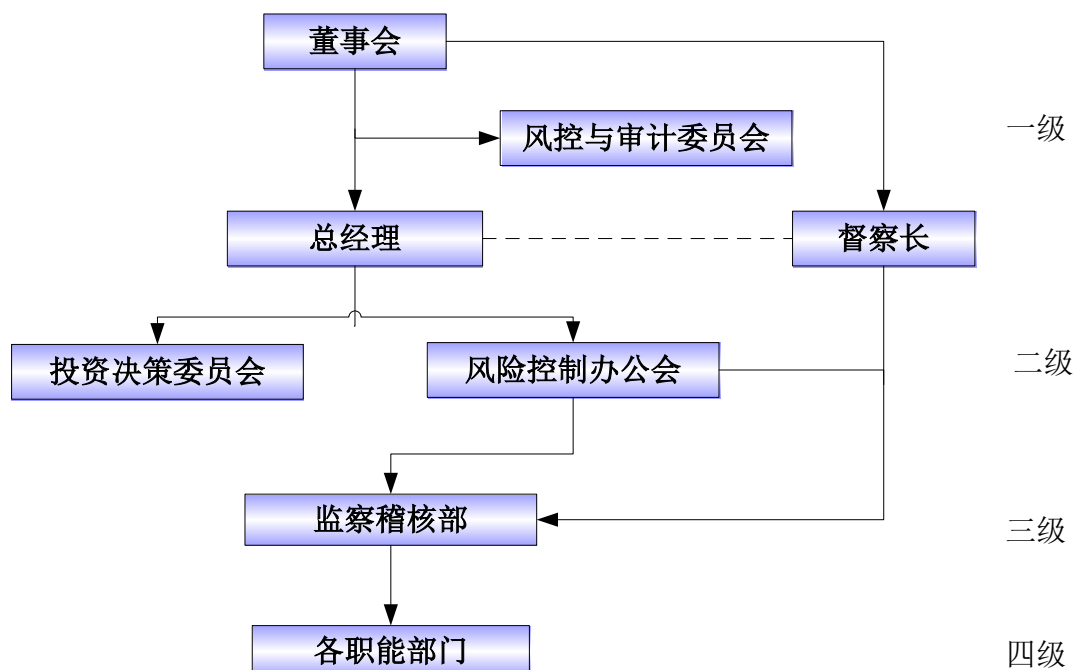 董事会
风控与审计委员会
一级
总经理
督察长
投资决策委员会
风险控制办公会
二级
监察稽核部
三级
各职能部门
四级